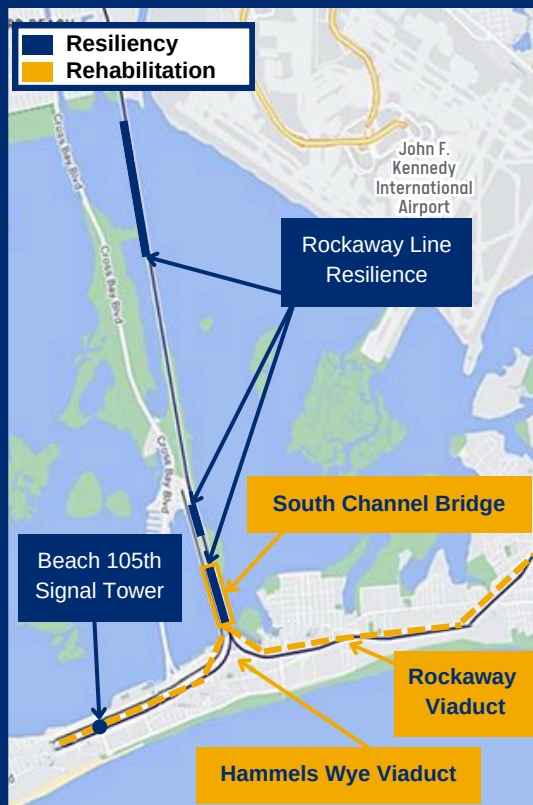 Resiliency
Rehabilitation
Cross Bay Blvd
John F.
Kennedy
International
Airport
Rockaway Line
Resilience
Cross Bay Blvd
Cross Bay Blvd
South Channel Bridge
Beach 105th
Signal Tower
Rockaway
Viaduct
Hammels Wye Viaduct